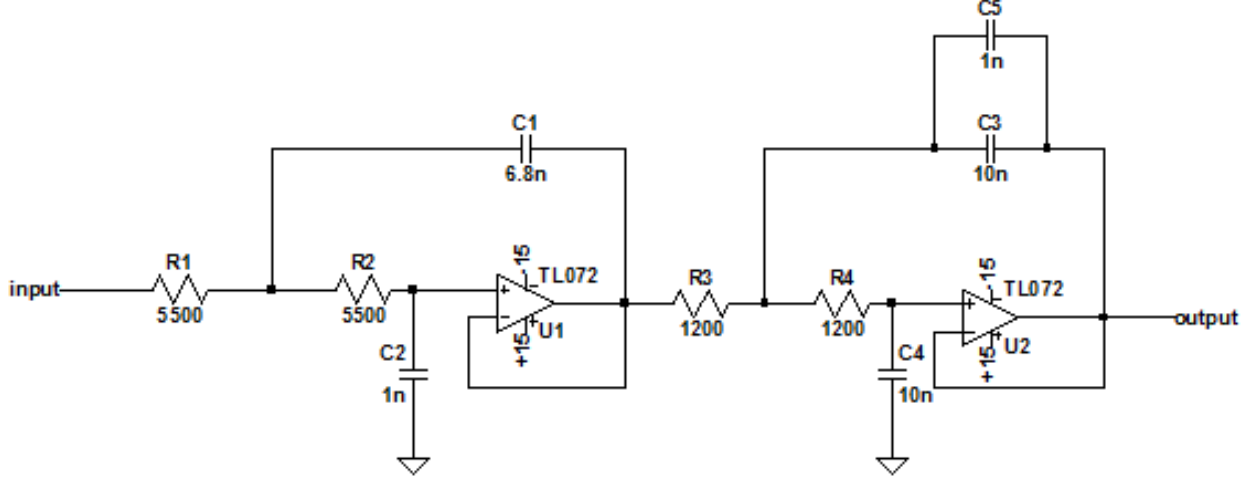 C5
1n
C1
6.8n
C3
10n
input
R1
5500
R2
5500
-15
TL072
U1
+15
C2
1n
R3
1200
R4
1200
-15
TL072
U2
+15
C4
10n
output